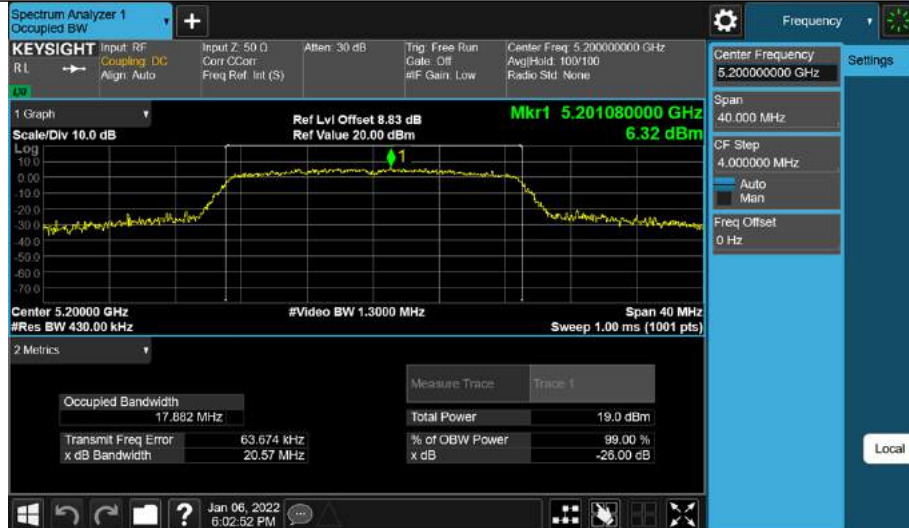 Spectrum Analyzer 1
Occupied BW
+
Frequency
KEYSIGHT
RL
Input: RF
Coupling: DC
Align: Auto
Input Z: 50 Ω
Corr CCorr
Freq Ref: Int (S)
Atten: 30 dB
Trig: Free Run
Gate: Off
#IF Gain: Low
Center Freq: 5.200000000 GHz
Avg|Hold: 100/100
Radio Std: None
Center Frequency
5.200000000 GHz
Settings
Span
40.000 MHz
CF Step
4.000000 MHz
Auto
Man
Freq Offset
0 Hz
Local
1 Graph
Scale/Div 10.0 dB
Ref Lvl Offset 8.83 dB
Ref Value 20.00 dBm
Mkr1 5.201080000 GHz
6.32 dBm
Log
10.0
0.00
-10.0
-20.0
-30.0
-40.0
-50.0
-60.0
-70.0
1
Center 5.20000 GHz
#Res BW 430.00 kHz
#Video BW 1.3000 MHz
Span 40 MHz
Sweep 1.00 ms (1001 pts)
2 Metrics
Measure Trace
Trace 1
Occupied Bandwidth
17.882 MHz
Total Power
19.0 dBm
Transmit Freq Error
63.674 kHz
% of OBW Power
99.00 %
x dB Bandwidth
20.57 MHz
x dB
-26.00 dB
?
Jan 06, 2022
6:02:52 PM